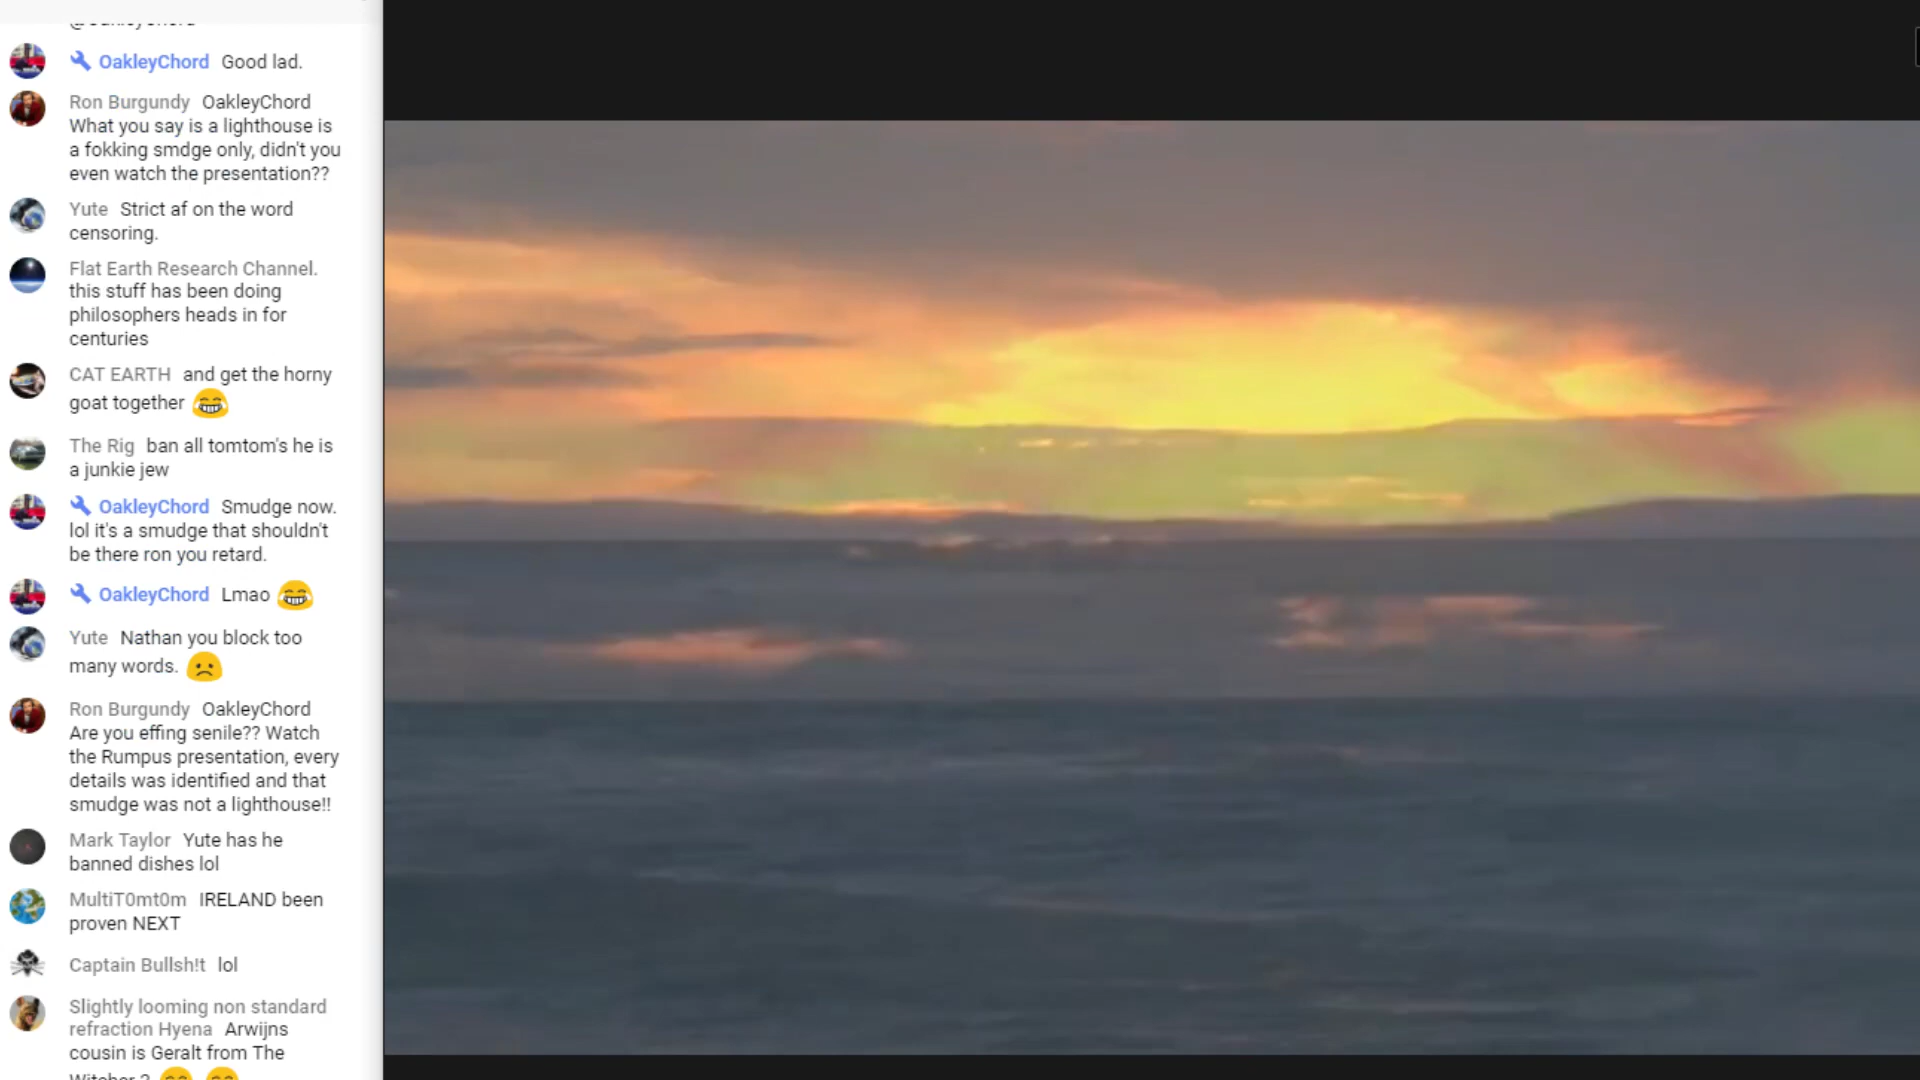 OakleyChord Good lad.
Ron Burgundy OakleyChord
What you say is a lighthouse is
a fokking smdge only, didn't you
even watch the presentation??
Yute Strict af on the word
censoring.
Flat Earth Research Channel.
this stuff has been doing
philosophers heads in for
centuries
CAT EARTH and get the horny
goat together
The Rig ban all tomtom's he is
a junkie jew
OakleyChord Smudge now.
lol it's a smudge that shouldn't
be there ron you retard.
OakleyChord Lmao
Yute Nathan you block too
many words.
Ron Burgundy OakleyChord
Are you effing senile?? Watch
the Rumpus presentation, every
details was identified and that
smudge was not a lighthouse!!
Mark Taylor Yute has he
banned dishes lol
MultiT0mt0m IRELAND been
proven NEXT
Captain Bullsh!t lol
Slightly looming non standard
refraction Hyena Arwijns
cousin is Geralt from The